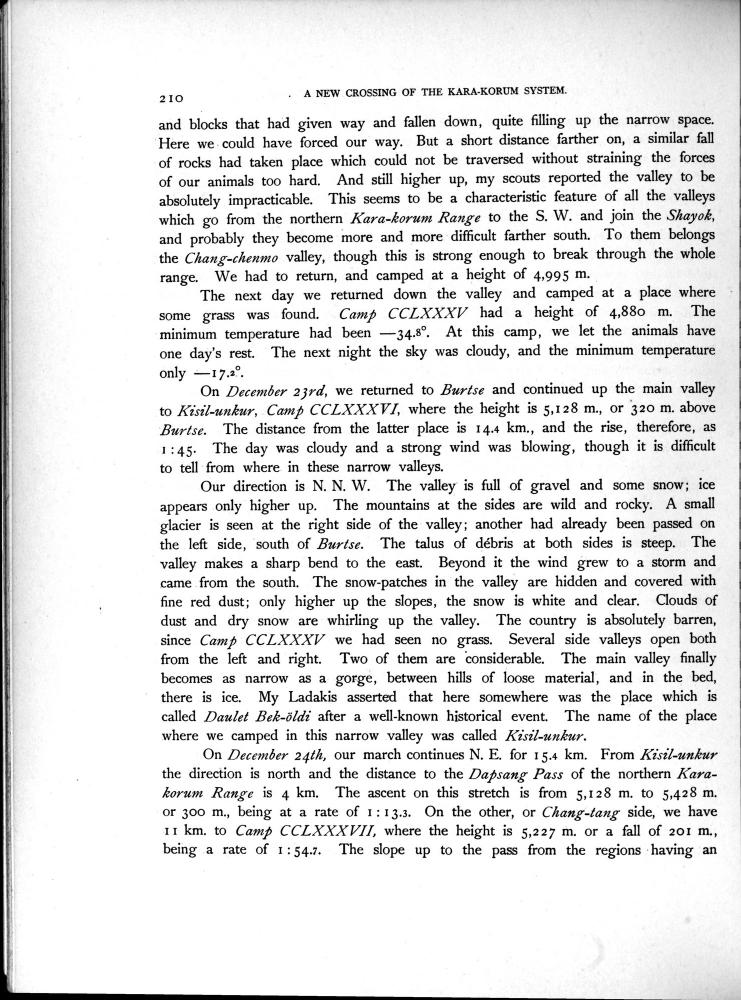 210
A NEW CROSSING OF THE KARA-KORUM SYSTEM.
and blocks that had given way and fallen down, quite filling up the narrow space.
Here we could have forced our way. But a short distance farther on, a similar fall
of rocks had taken place which could not be traversed without straining the forces
of our animals too hard. And still higher up, my scouts reported the valley to be
absolutely impracticable. This seems to be a characteristic feature of all the valleys
which go from the northern Kara-korum Range to the S. W. and join the Shayok,
and probably they become more and more difficult farther south. To them belongs
the Chang-chenmo valley, though this is strong enough to break through the whole
range. We had to return, and camped at a height of 4,995 m.
The next day we returned down the valley and camped at a place where
some grass was found. Camp CCLXXXV had a height of 4,880 m. The
minimum temperature had been —34.8°. At this camp, we let the animals have
one day's rest. The next night the sky was cloudy, and the minimum temperature
only —17.2°.
On December 23rd, we returned to Burtse and continued up the main valley
to Kisil-unkur, Camp CCLXXXVI, where the height is 5,128 m., or 320 m. above
Burtse. The distance from the latter place is 14.4 km., and the rise, therefore, as
1:45. The day was cloudy and a strong wind was blowing, though it is difficult
to tell from where in these narrow valleys.
Our direction is N. N. W. The valley is full of gravel and some snow; ice
appears only higher up. The mountains at the sides are wild and rocky. A small
glacier is seen at the right side of the valley; another had already been passed on
the left side, south of Burtse. The talus of débris at both sides is steep. The
valley makes a sharp bend to the east. Beyond it the wind grew to a storm and
came from the south. The snow-patches in the valley are hidden and covered with
fine red dust; only higher up the slopes, the snow is white and clear. Clouds of
dust and dry snow are whirling up the valley. The country is absolutely barren,
since Camp CCLXXXV we had seen no grass. Several side valleys open both
from the left and right. Two of them are considerable. The main valley finally
becomes as narrow as a gorge, between hills of loose material, and in the bed,
there is ice. My Ladakis asserted that here somewhere was the place which is
called Daulet Bek-öldi after a well-known historical event. The name of the place
where we camped in this narrow valley was called Kisil-unkur.
On December 24th, our march continues N. E. for 15.4 km. From Kisil-unkur
the direction is north and the distance to the Dapsang Pass of the northern Kara-
korum Range is 4 km. The ascent on this stretch is from 5,128 m. to 5,428 m.
or 300 m., being at a rate of 1:13.3. On the other, or Chang-tang side, we have
11 km. to Camp CCLXXXVII, where the height is 5,227 m. or a fall of 201 m.,
being a rate of 1:54.7. The slope up to the pass from the regions having an